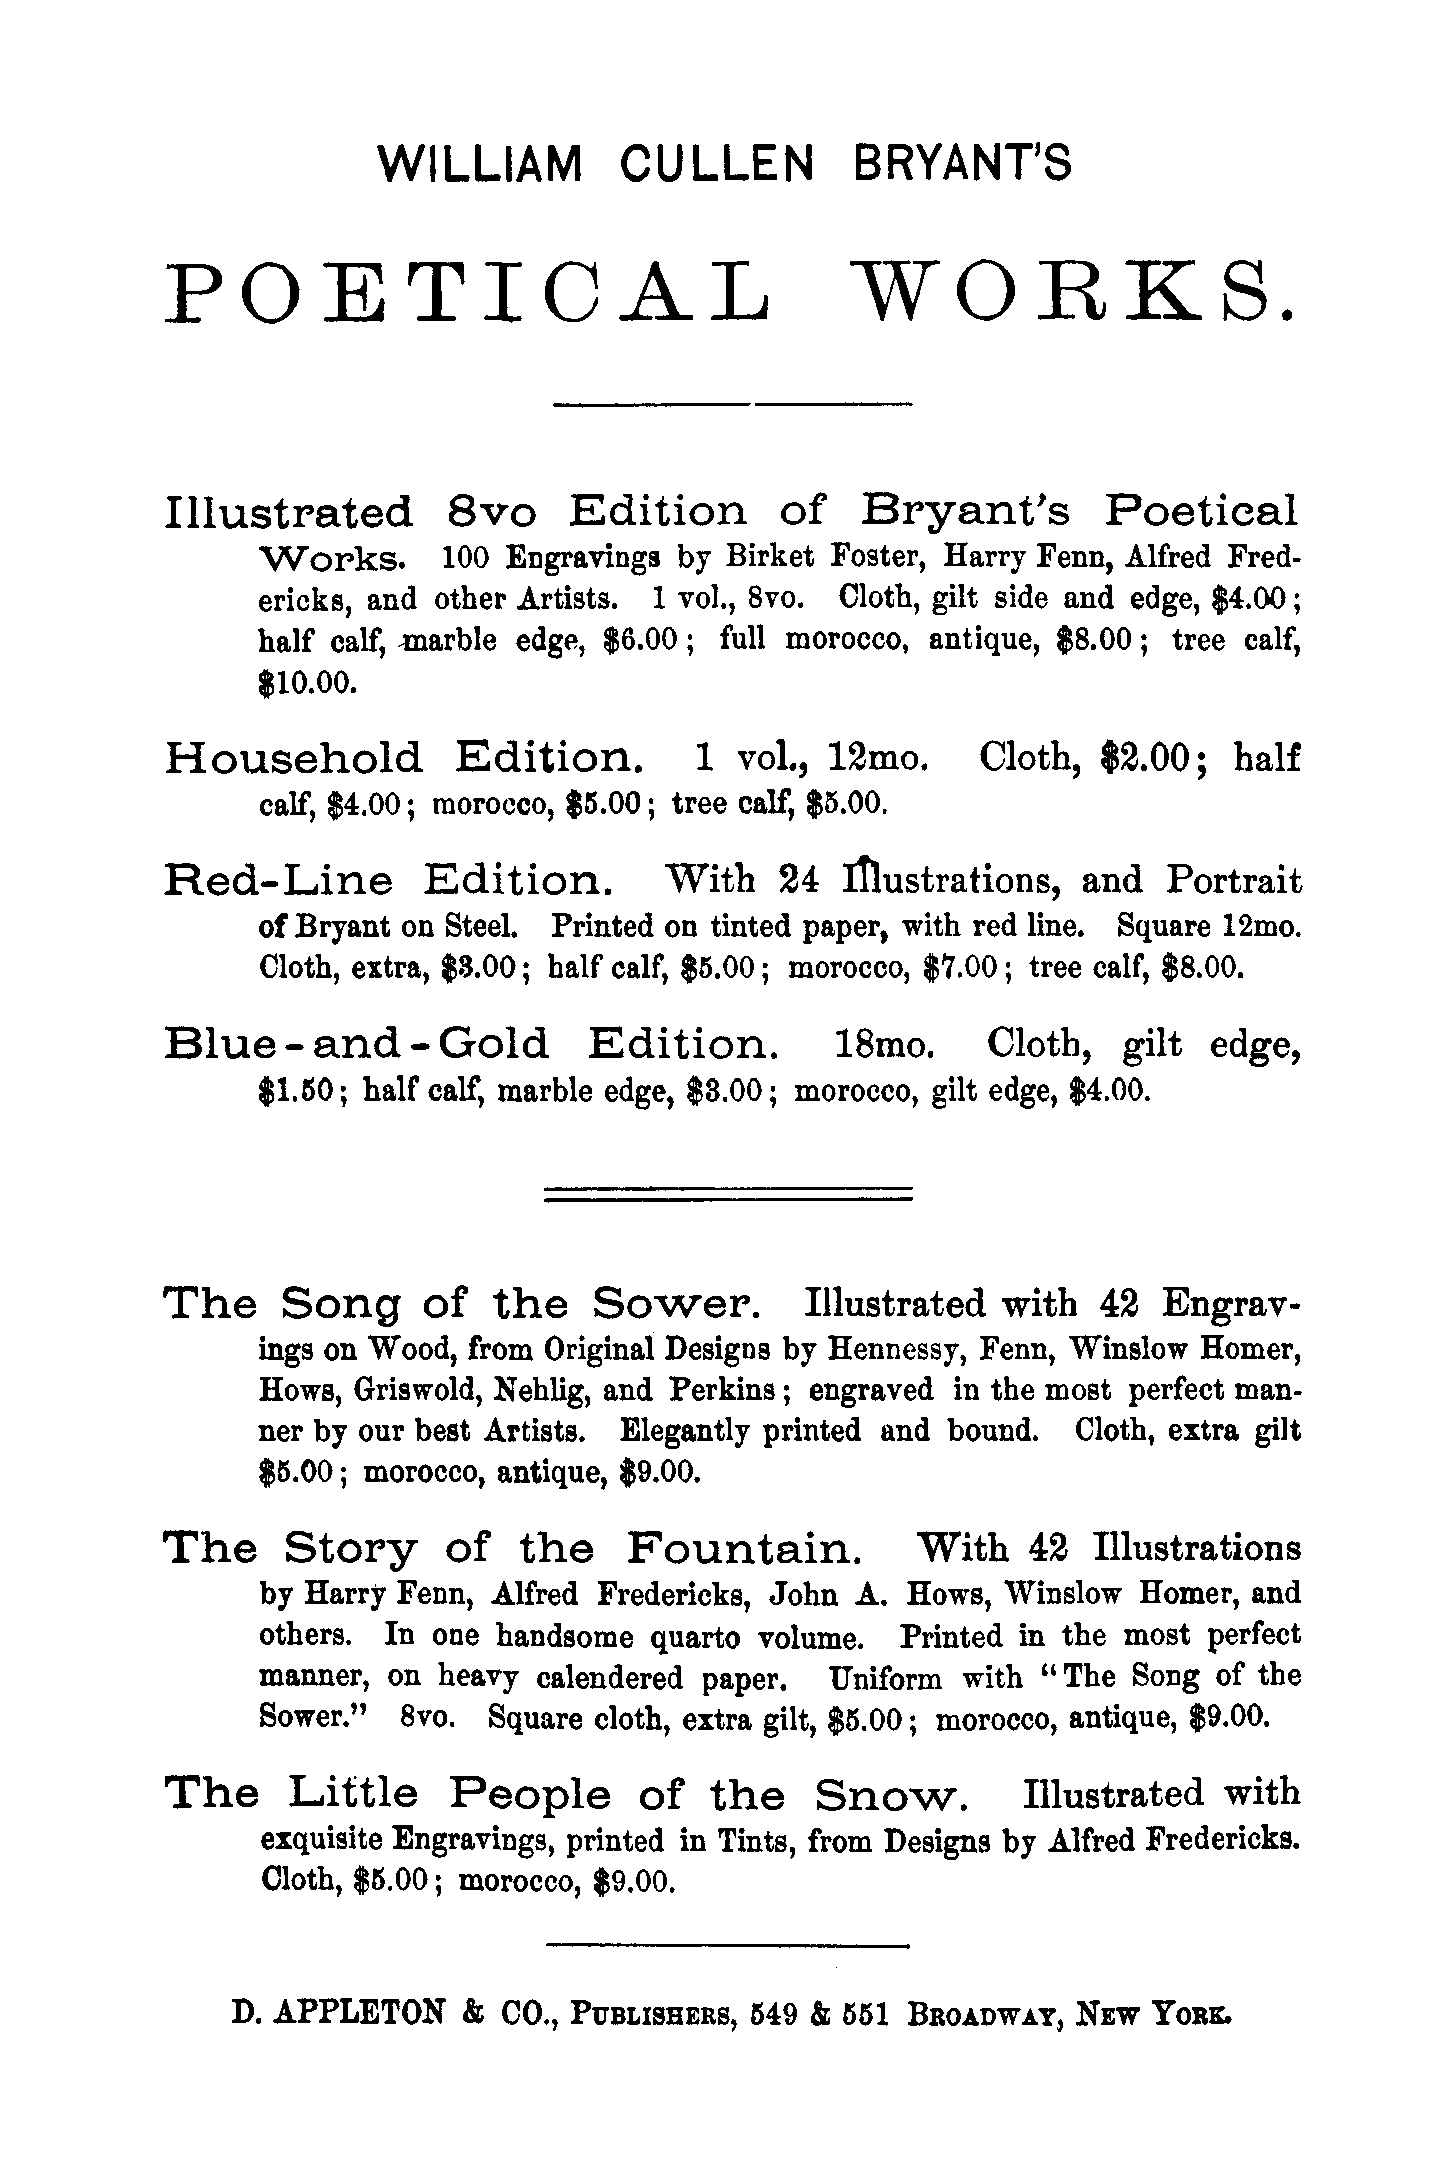 WILLIAM CULLEN BRYANT'S
POETICAL WORKS.
Illustrated 8vo Edition of Bryant's Poetical
Works. 100 Engravings by Birket Foster, Harry Fenn, Alfred Fred-
ericks, and other Artists. 1 vol., 8vo. Cloth, gilt side and edge, $4.00;
half calf, marble edge, $6.00; full morocco, antique, $8.00; tree calf,
$10.00.
Household Edition. 1 vol., 12mo. Cloth, $2.00; half
calf, $4.00; morocco, $5.00; tree calf, $5.00.
Red-Line Edition. With 24 Illustrations, and Portrait
of Bryant on Steel. Printed on tinted paper, with red line. Square 12mo.
Cloth, extra, $3.00; half calf, $5.00; morocco, $7.00; tree calf, $8.00.
Blue-and-Gold Edition. 18mo. Cloth, gilt edge,
$1.50; half calf, marble edge, $3.00; morocco, gilt edge, $4.00.
The Song of the Sower. Illustrated with 42 Engrav-
ings on Wood, from Original Designs by Hennessy, Fenn, Winslow Homer,
Hows, Griswold, Nehlig, and Perkins; engraved in the most perfect man-
ner by our best Artists. Elegantly printed and bound. Cloth, extra gilt
$5.00; morocco, antique, $9.00.
The Story of the Fountain. With 42 Illustrations
by Harry Fenn, Alfred Fredericks, John A. Hows, Winslow Homer, and
others. In one handsome quarto volume. Printed in the most perfect
manner, on heavy calendered paper. Uniform with "The Song of the
Sower." 8vo. Square cloth, extra gilt, $5.00; morocco, antique, $9.00.
The Little People of the Snow. Illustrated with
exquisite Engravings, printed in Tints, from Designs by Alfred Fredericks.
Cloth, $5.00; morocco, $9.00.
D. APPLETON & CO., PUBLISHERS, 549 & 551 BROADWAY, NEW YORK.